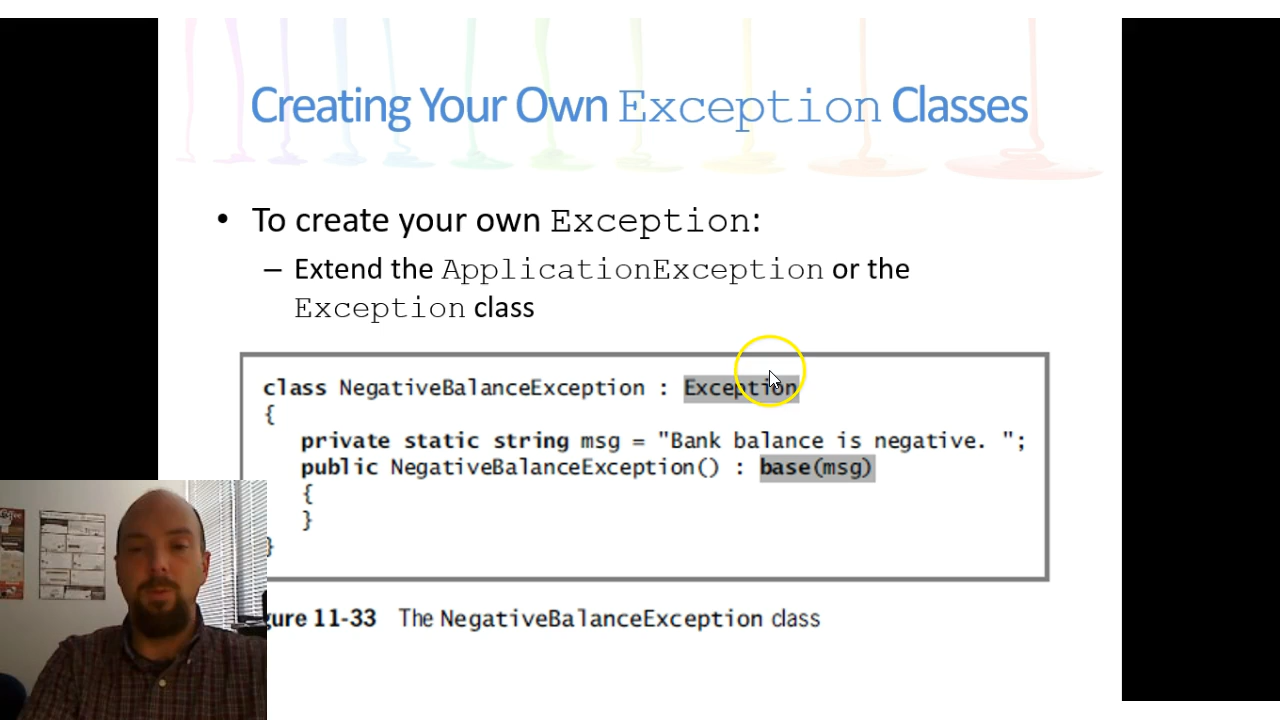 Creating Your Own Exception Classes
• To create your own Exception:
– Extend the ApplicationException or the
Exception class
class NegativeBalanceException : Exception
{
private static string msg = "Bank balance is negative. ";
public NegativeBalanceException() : base(msg)
{
}
}
gure 11-33 The NegativeBalanceException class